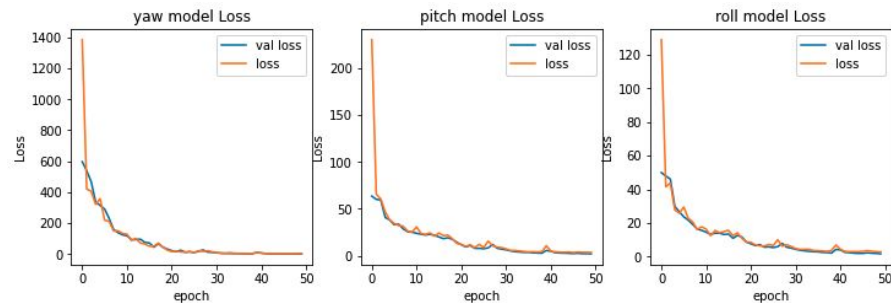 yaw model Loss
1400
1200
1000
800
600
400
200
0
Loss
val loss
loss
0 10 20 30 40 50
epoch
pitch model Loss
200
150
100
50
0
Loss
val loss
loss
0 10 20 30 40 50
epoch
roll model Loss
120
100
80
60
40
20
0
Loss
val loss
loss
0 10 20 30 40 50
epoch